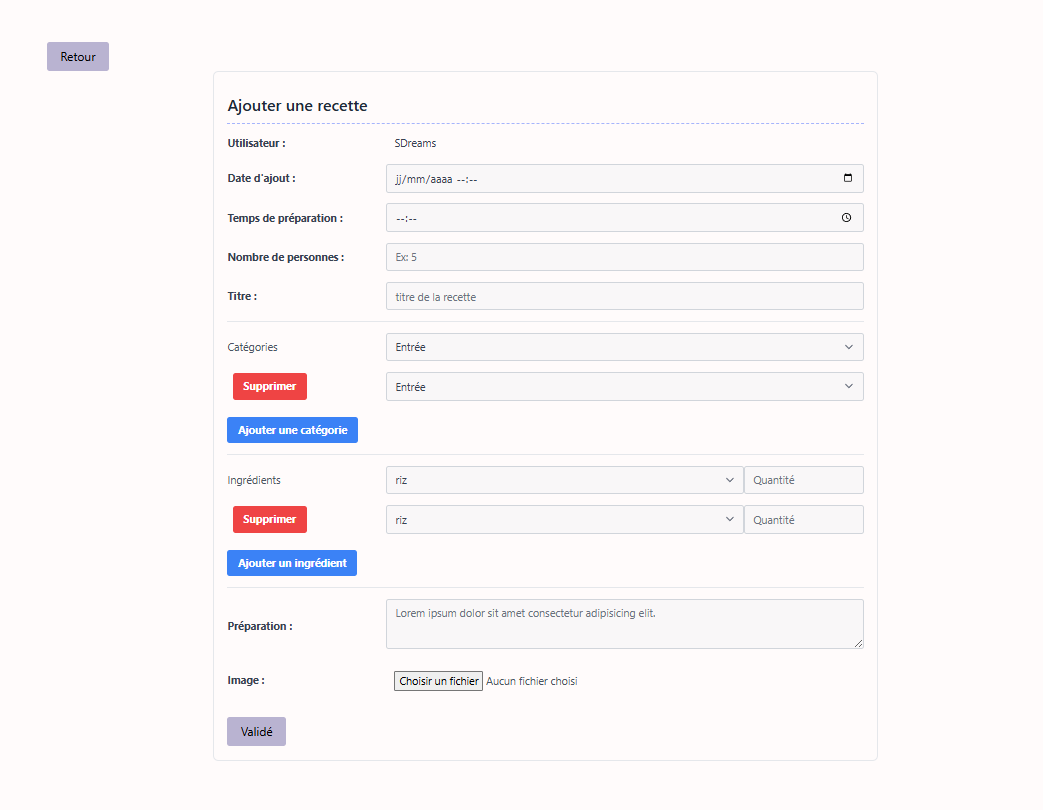 Retour
Ajouter une recette
Utilisateur : SDreams
Date d'ajout : jj/mm/aaaa --:--
Temps de préparation : --:--
Nombre de personnes : Ex: 5
Titre : titre de la recette
Catégories Entrée
Supprimer Entrée
Ajouter une catégorie
Ingrédients riz Quantité
Supprimer riz Quantité
Ajouter un ingrédient
Préparation : Lorem ipsum dolor sit amet consectetur adipisicing elit.
Image : Choisir un fichier Aucun fichier choisi
Validé